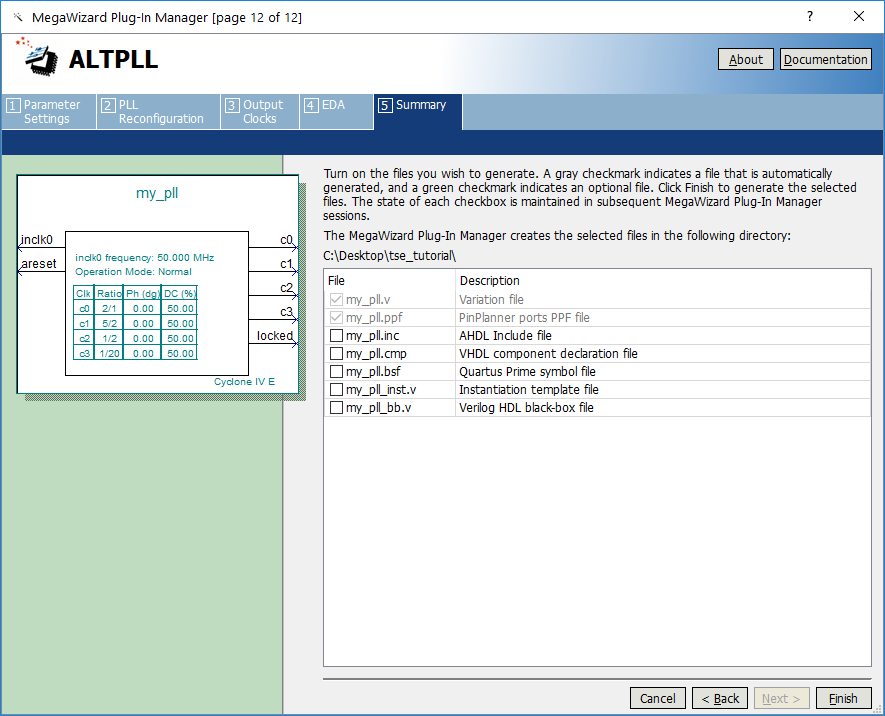 MegaWizard Plug-In Manager [page 12 of 12]
?
ALTPLL
About
Documentation
1 Parameter
Settings
2 PLL
Reconfiguration
3 Output
Clocks
4 EDA
5 Summary
my_pll
inclk0
areset
inclk0 frequency: 50.000 MHz
Operation Mode: Normal
Clk Ratio Ph (dg) DC (%)
c0 2/1 0.00 50.00
c1 5/2 0.00 50.00
c2 1/2 0.00 50.00
c3 1/20 0.00 50.00
c0
c1
c2
c3
locked
Cyclone IV E
Turn on the files you wish to generate. A gray checkmark indicates a file that is automatically
generated, and a green checkmark indicates an optional file. Click Finish to generate the selected
files. The state of each checkbox is maintained in subsequent MegaWizard Plug-In Manager
sessions.
The MegaWizard Plug-In Manager creates the selected files in the following directory:
C:\Desktop\tse_tutorial\
File Description
my_pll.v Variation file
my_pll.ppf PinPlanner ports PPF file
my_pll.inc AHDL Include file
my_pll.cmp VHDL component declaration file
my_pll.bsf Quartus Prime symbol file
my_pll_inst.v Instantiation template file
my_pll_bb.v Verilog HDL black-box file
Cancel
< Back
Next >
Finish